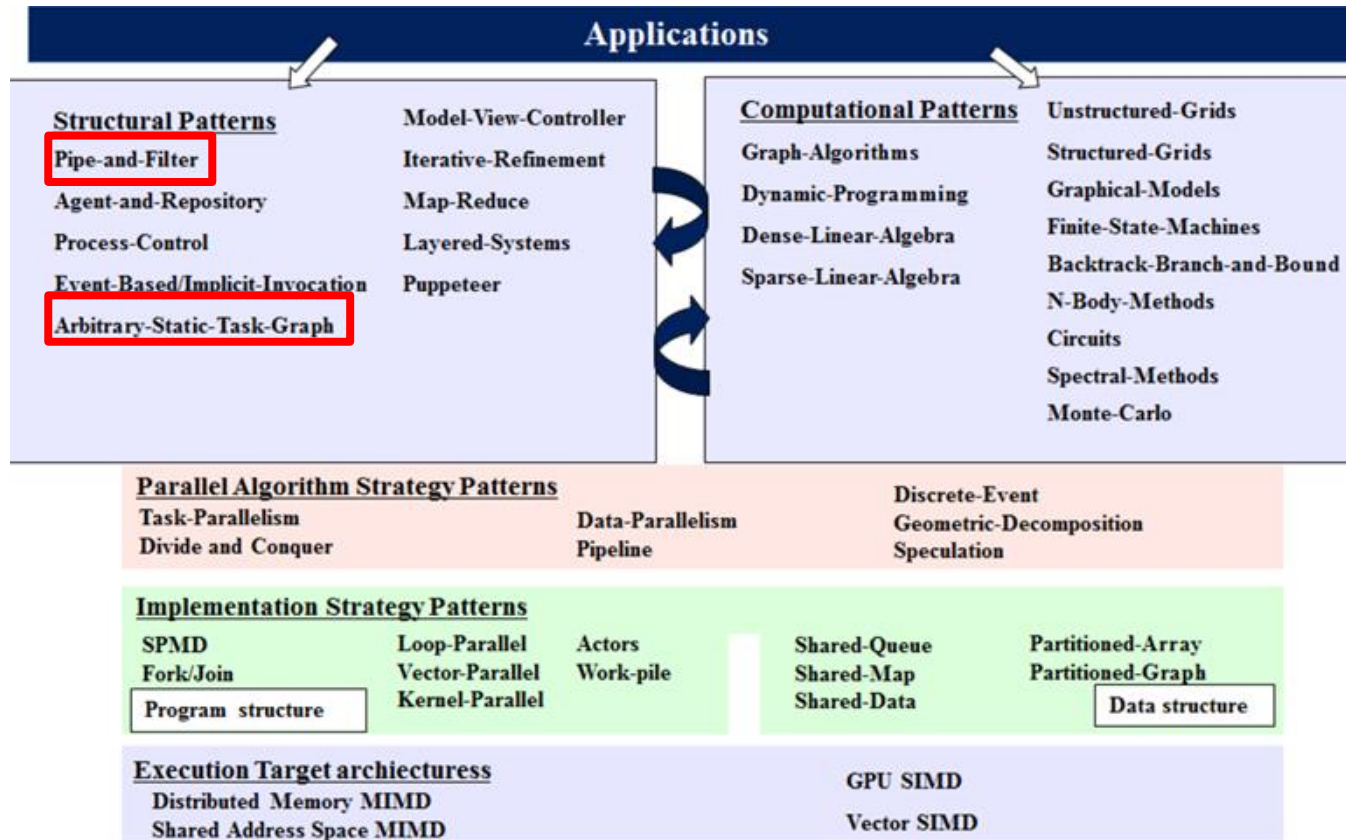 Applications
Structural Patterns
Pipe-and-Filter
Agent-and-Repository
Process-Control
Event-Based/Implicit-Invocation
Arbitrary-Static-Task-Graph
Model-View-Controller
Iterative-Refinement
Map-Reduce
Layered-Systems
Puppeteer
Computational Patterns
Graph-Algorithms
Dynamic-Programming
Dense-Linear-Algebra
Sparse-Linear-Algebra
Unstructured-Grids
Structured-Grids
Graphical-Models
Finite-State-Machines
Backtrack-Branch-and-Bound
N-Body-Methods
Circuits
Spectral-Methods
Monte-Carlo
Parallel Algorithm Strategy Patterns
Task-Parallelism
Divide and Conquer
Data-Parallelism
Pipeline
Discrete-Event
Geometric-Decomposition
Speculation
Implementation Strategy Patterns
SPMD
Fork/Join
Program structure
Loop-Parallel
Vector-Parallel
Kernel-Parallel
Actors
Work-pile
Shared-Queue
Shared-Map
Shared-Data
Partitioned-Array
Partitioned-Graph
Data structure
Execution Target archiecturess
Distributed Memory MIMD
Shared Address Space MIMD
GPU SIMD
Vector SIMD